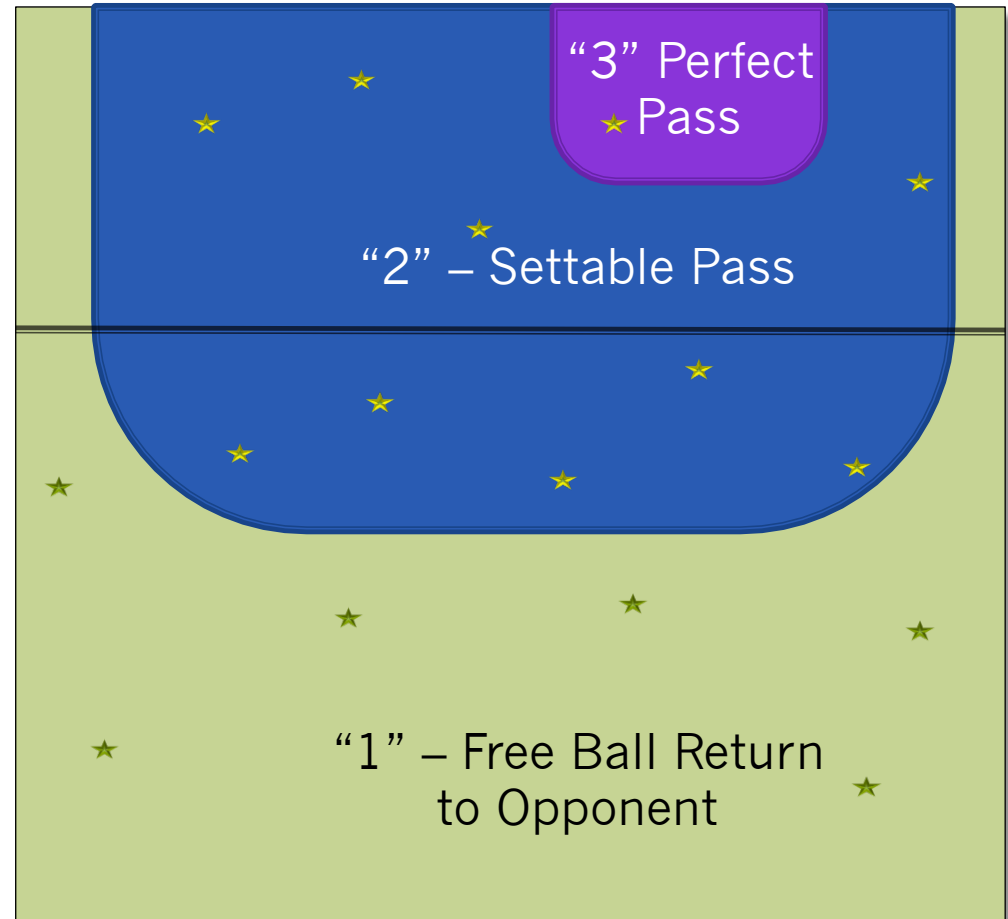 “3” Perfect
Pass
“2” – Settable Pass
“1” – Free Ball Return
to Opponent